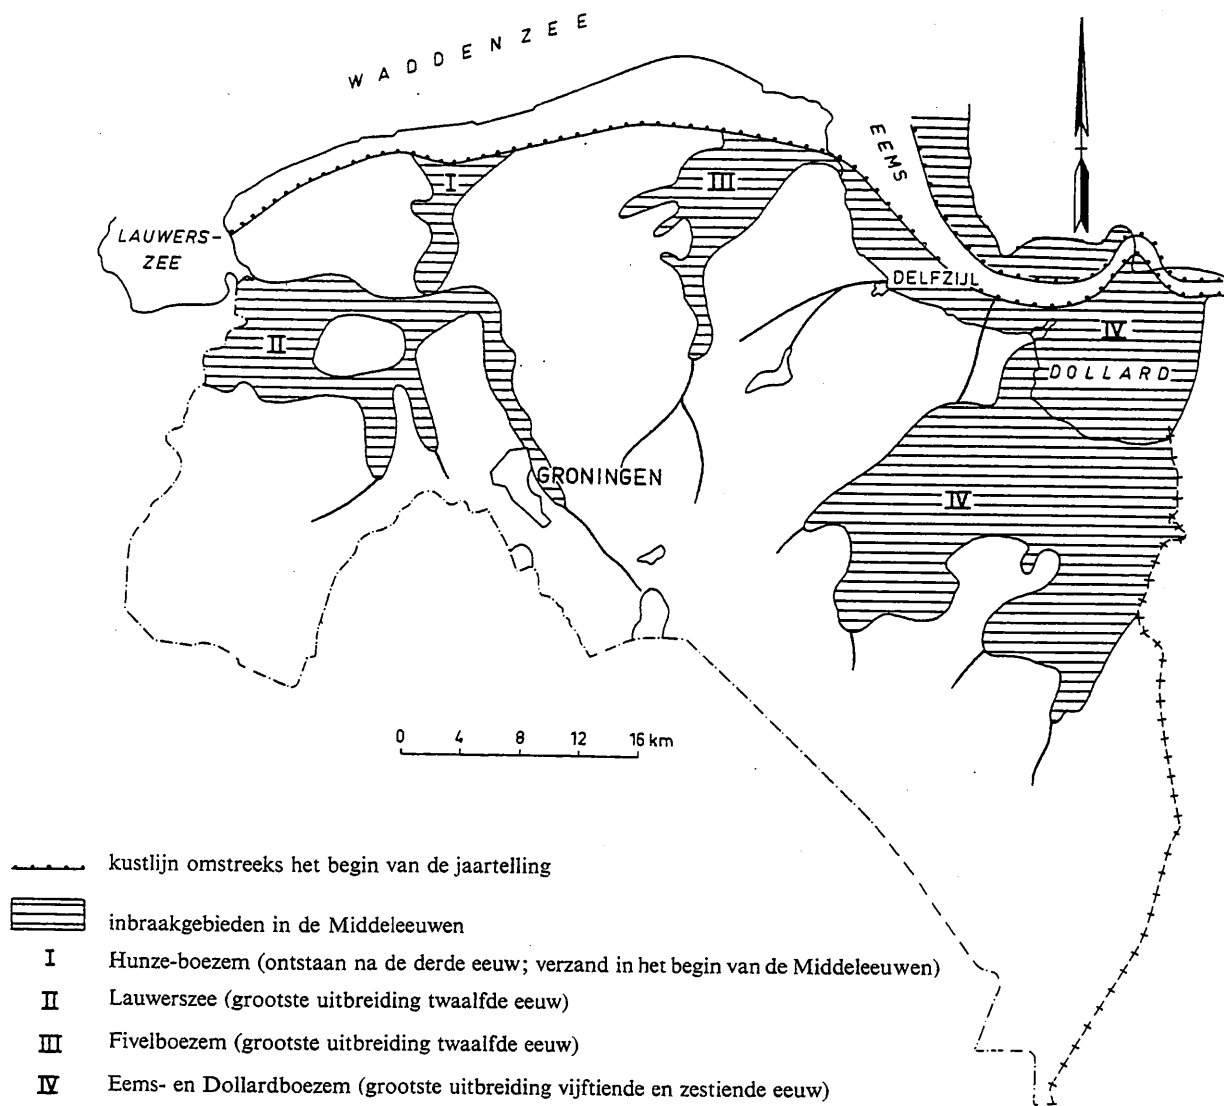 WADDENZEE
EEMS
I
III
LAUWERS-
ZEE
DELFZIJL
II
IV
DOLLARD
GRONINGEN
IV
0 4 8 12 16 km
kustlijn omstreeks het begin van de jaartelling
inbraakgebieden in de Middeleeuwen
I Hunze-boezem (ontstaan na de derde eeuw; verzand in het begin van de Middeleeuwen)
II Lauwerszee (grootste uitbreiding twaalfde eeuw)
III Fivelboezem (grootste uitbreiding twaalfde eeuw)
IV Eems- en Dollardboezem (grootste uitbreiding vijftiende en zestiende eeuw)